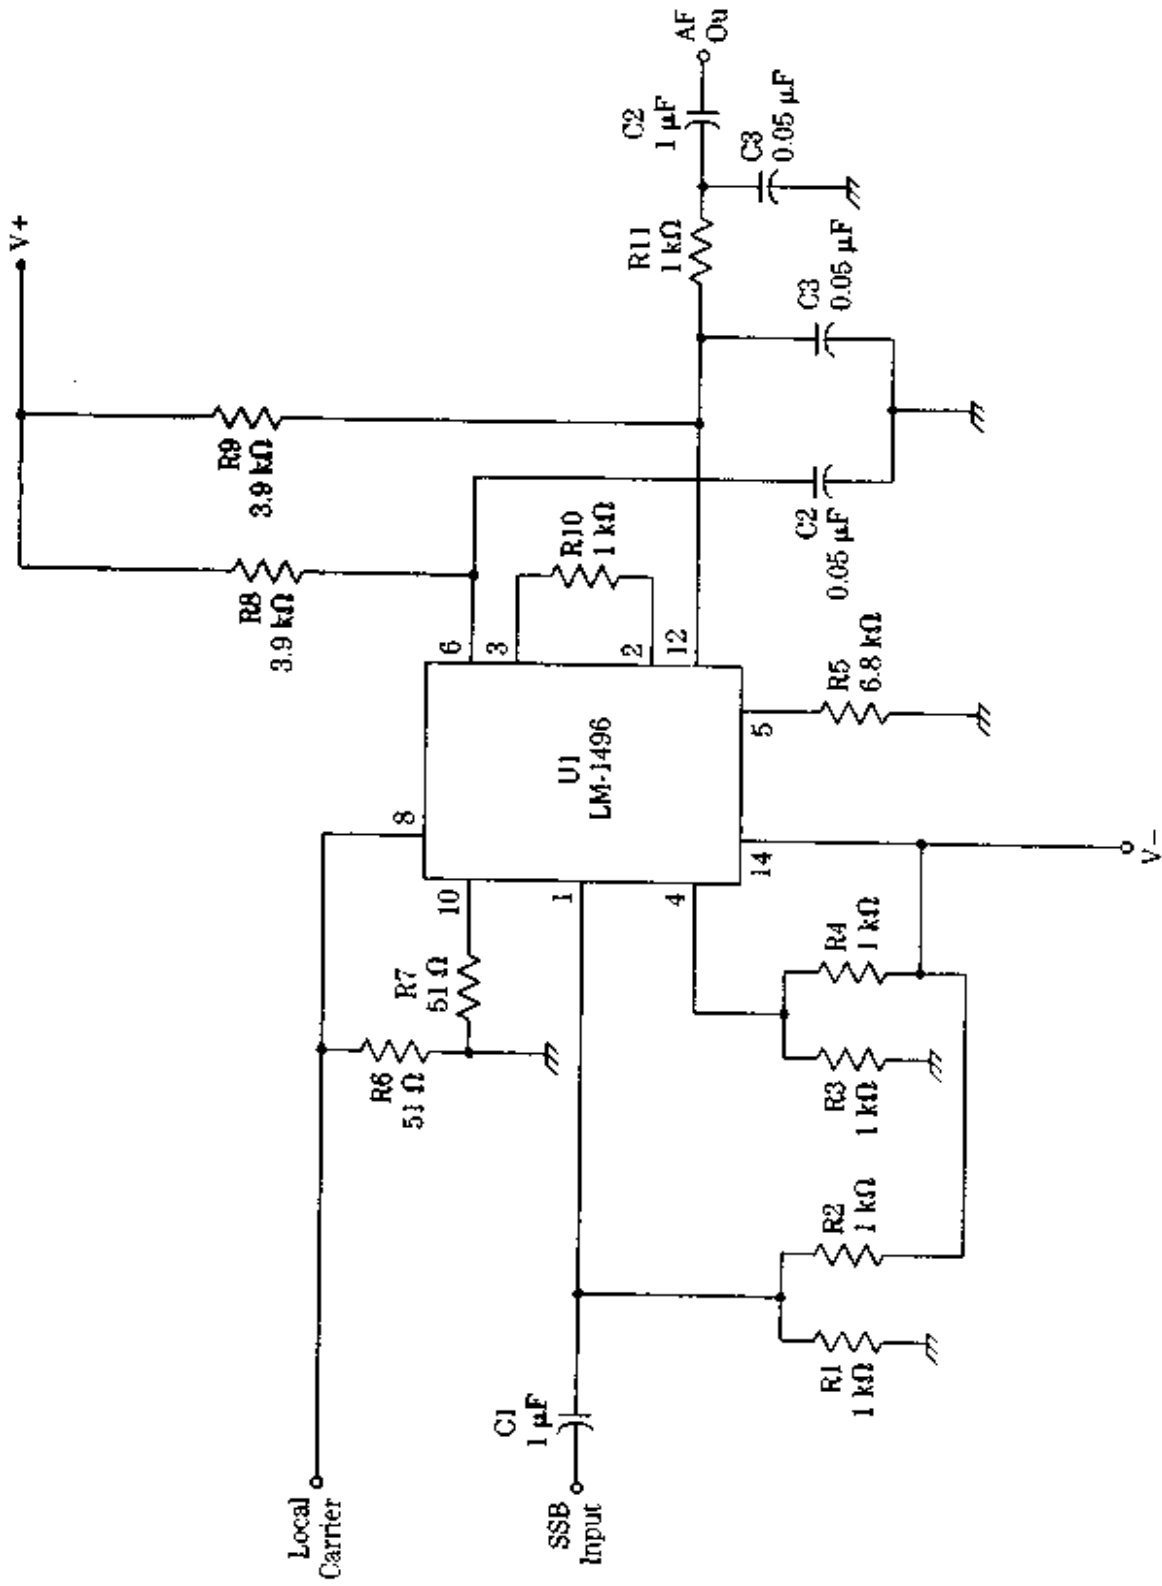 V+
R8
3.9 kΩ
R9
3.9 kΩ
Local
Carrier
8
6
3
2
12
R10
1 kΩ
R11
1 kΩ
C2
1 µF
AF
Ou
C3
0.05 µF
C3
0.05 µF
C2
0.05 µF
R6
51 Ω
R7
51 Ω
10
1
4
U1
LM-1496
14
5
R5
6.8 kΩ
SSB
Input
C1
1 µF
R1
1 kΩ
R2
1 kΩ
R3
1 kΩ
R4
1 kΩ
V−